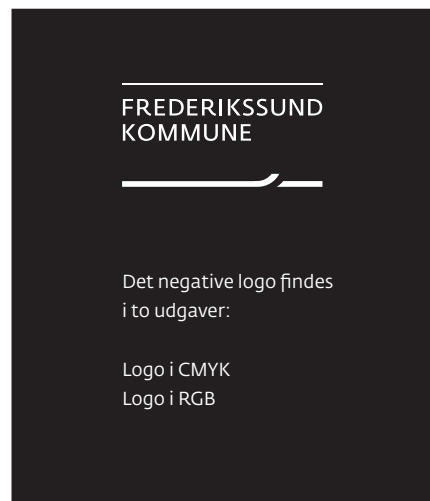 FREDERIKSSUND
KOMMUNE
Det negative logo findes
i to udgaver:
Logo i CMYK
Logo i RGB